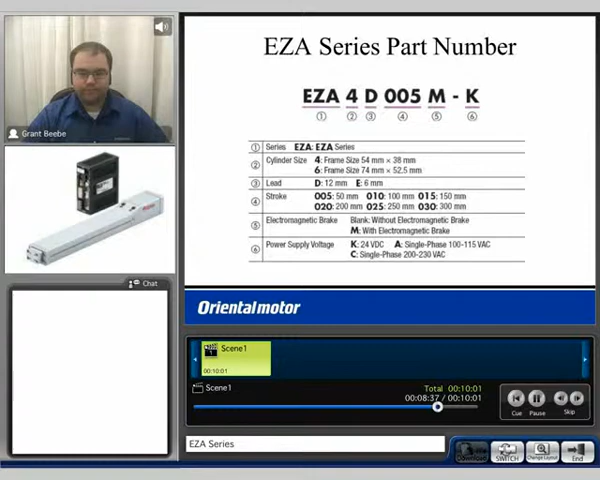 Grant Beebe
Chat
EZA Series Part Number
EZA 4 D 005 M - K
① ② ③ ④ ⑤ ⑥
① Series EZA: EZA Series
② Cylinder Size 4: Frame Size 54 mm × 38 mm
6: Frame Size 74 mm × 52.5 mm
③ Lead D: 12 mm E: 6 mm
④ Stroke 005: 50 mm 010: 100 mm 015: 150 mm
020: 200 mm 025: 250 mm 030: 300 mm
⑤ Electromagnetic Brake Blank: Without Electromagnetic Brake
M: With Electromagnetic Brake
⑥ Power Supply Voltage K: 24 VDC A: Single-Phase 100-115 VAC
C: Single-Phase 200-230 VAC
Orientalmotor
1 Scene1
00:10:01
Scene1
Total 00:10:01
00:08:37 / 00:10:01
Cue Pause Skip
EZA Series
Download SWITCH Change Layout End